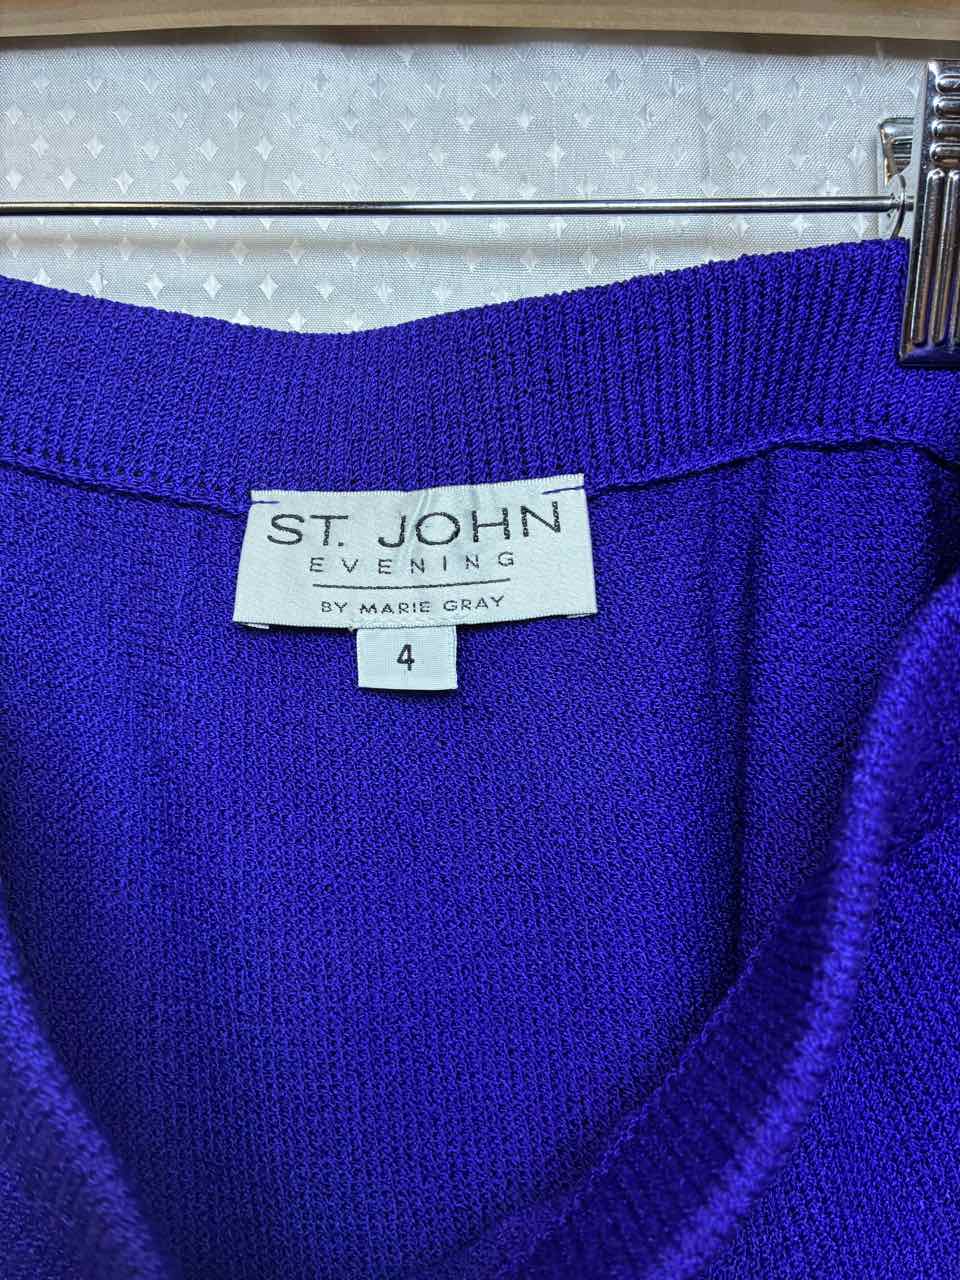 ST. JOHN
EVENING
BY MARIE GRAY
4